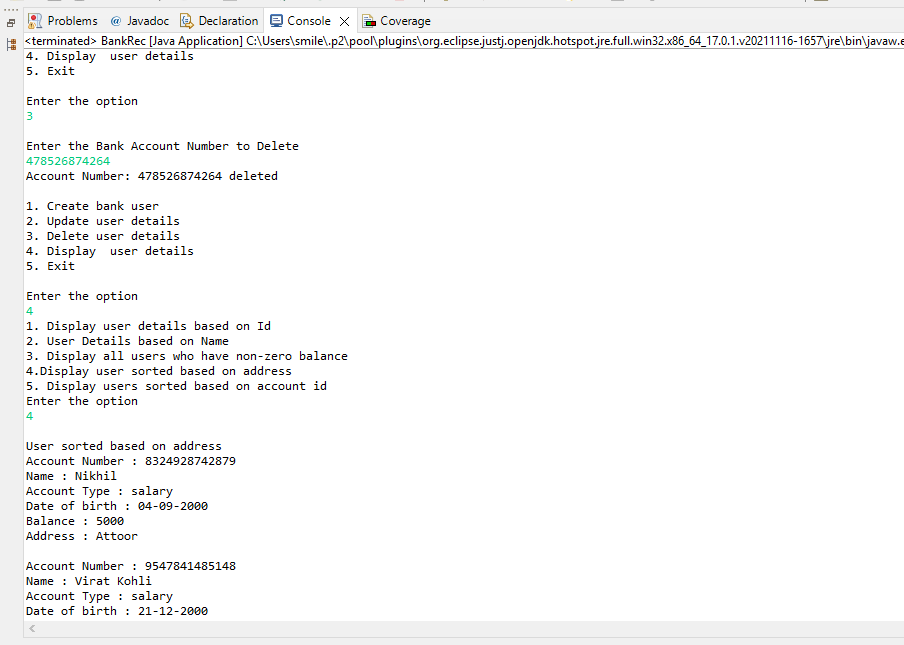 Problems @ Javadoc Declaration Console Coverage
<terminated> BankRec [Java Application] C:\Users\smile\.p2\pool\plugins\org.eclipse.justj.openjdk.hotspot.jre.full.win32.x86_64_17.0.1.v20211116-1657\jre\bin\javaw.e
4. Display  user details
5. Exit
Enter the option
3
Enter the Bank Account Number to Delete
478526874264
Account Number: 478526874264 deleted
1. Create bank user
2. Update user details
3. Delete user details
4. Display  user details
5. Exit
Enter the option
4
1. Display user details based on Id
2. User Details based on Name
3. Display all users who have non-zero balance
4.Display user sorted based on address
5. Display users sorted based on account id
Enter the option
4
User sorted based on address
Account Number : 8324928742879
Name : Nikhil
Account Type : salary
Date of birth : 04-09-2000
Balance : 5000
Address : Attoor
Account Number : 9547841485148
Name : Virat Kohli
Account Type : salary
Date of birth : 21-12-2000